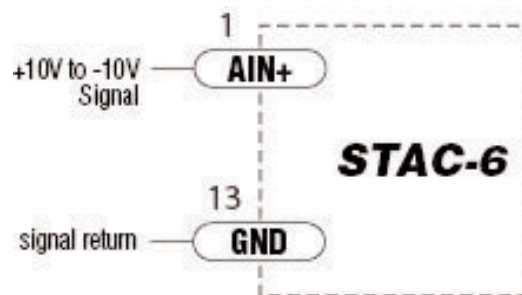 1
+10V to -10V
Signal
AIN+
STAC-6
13
signal return
GND